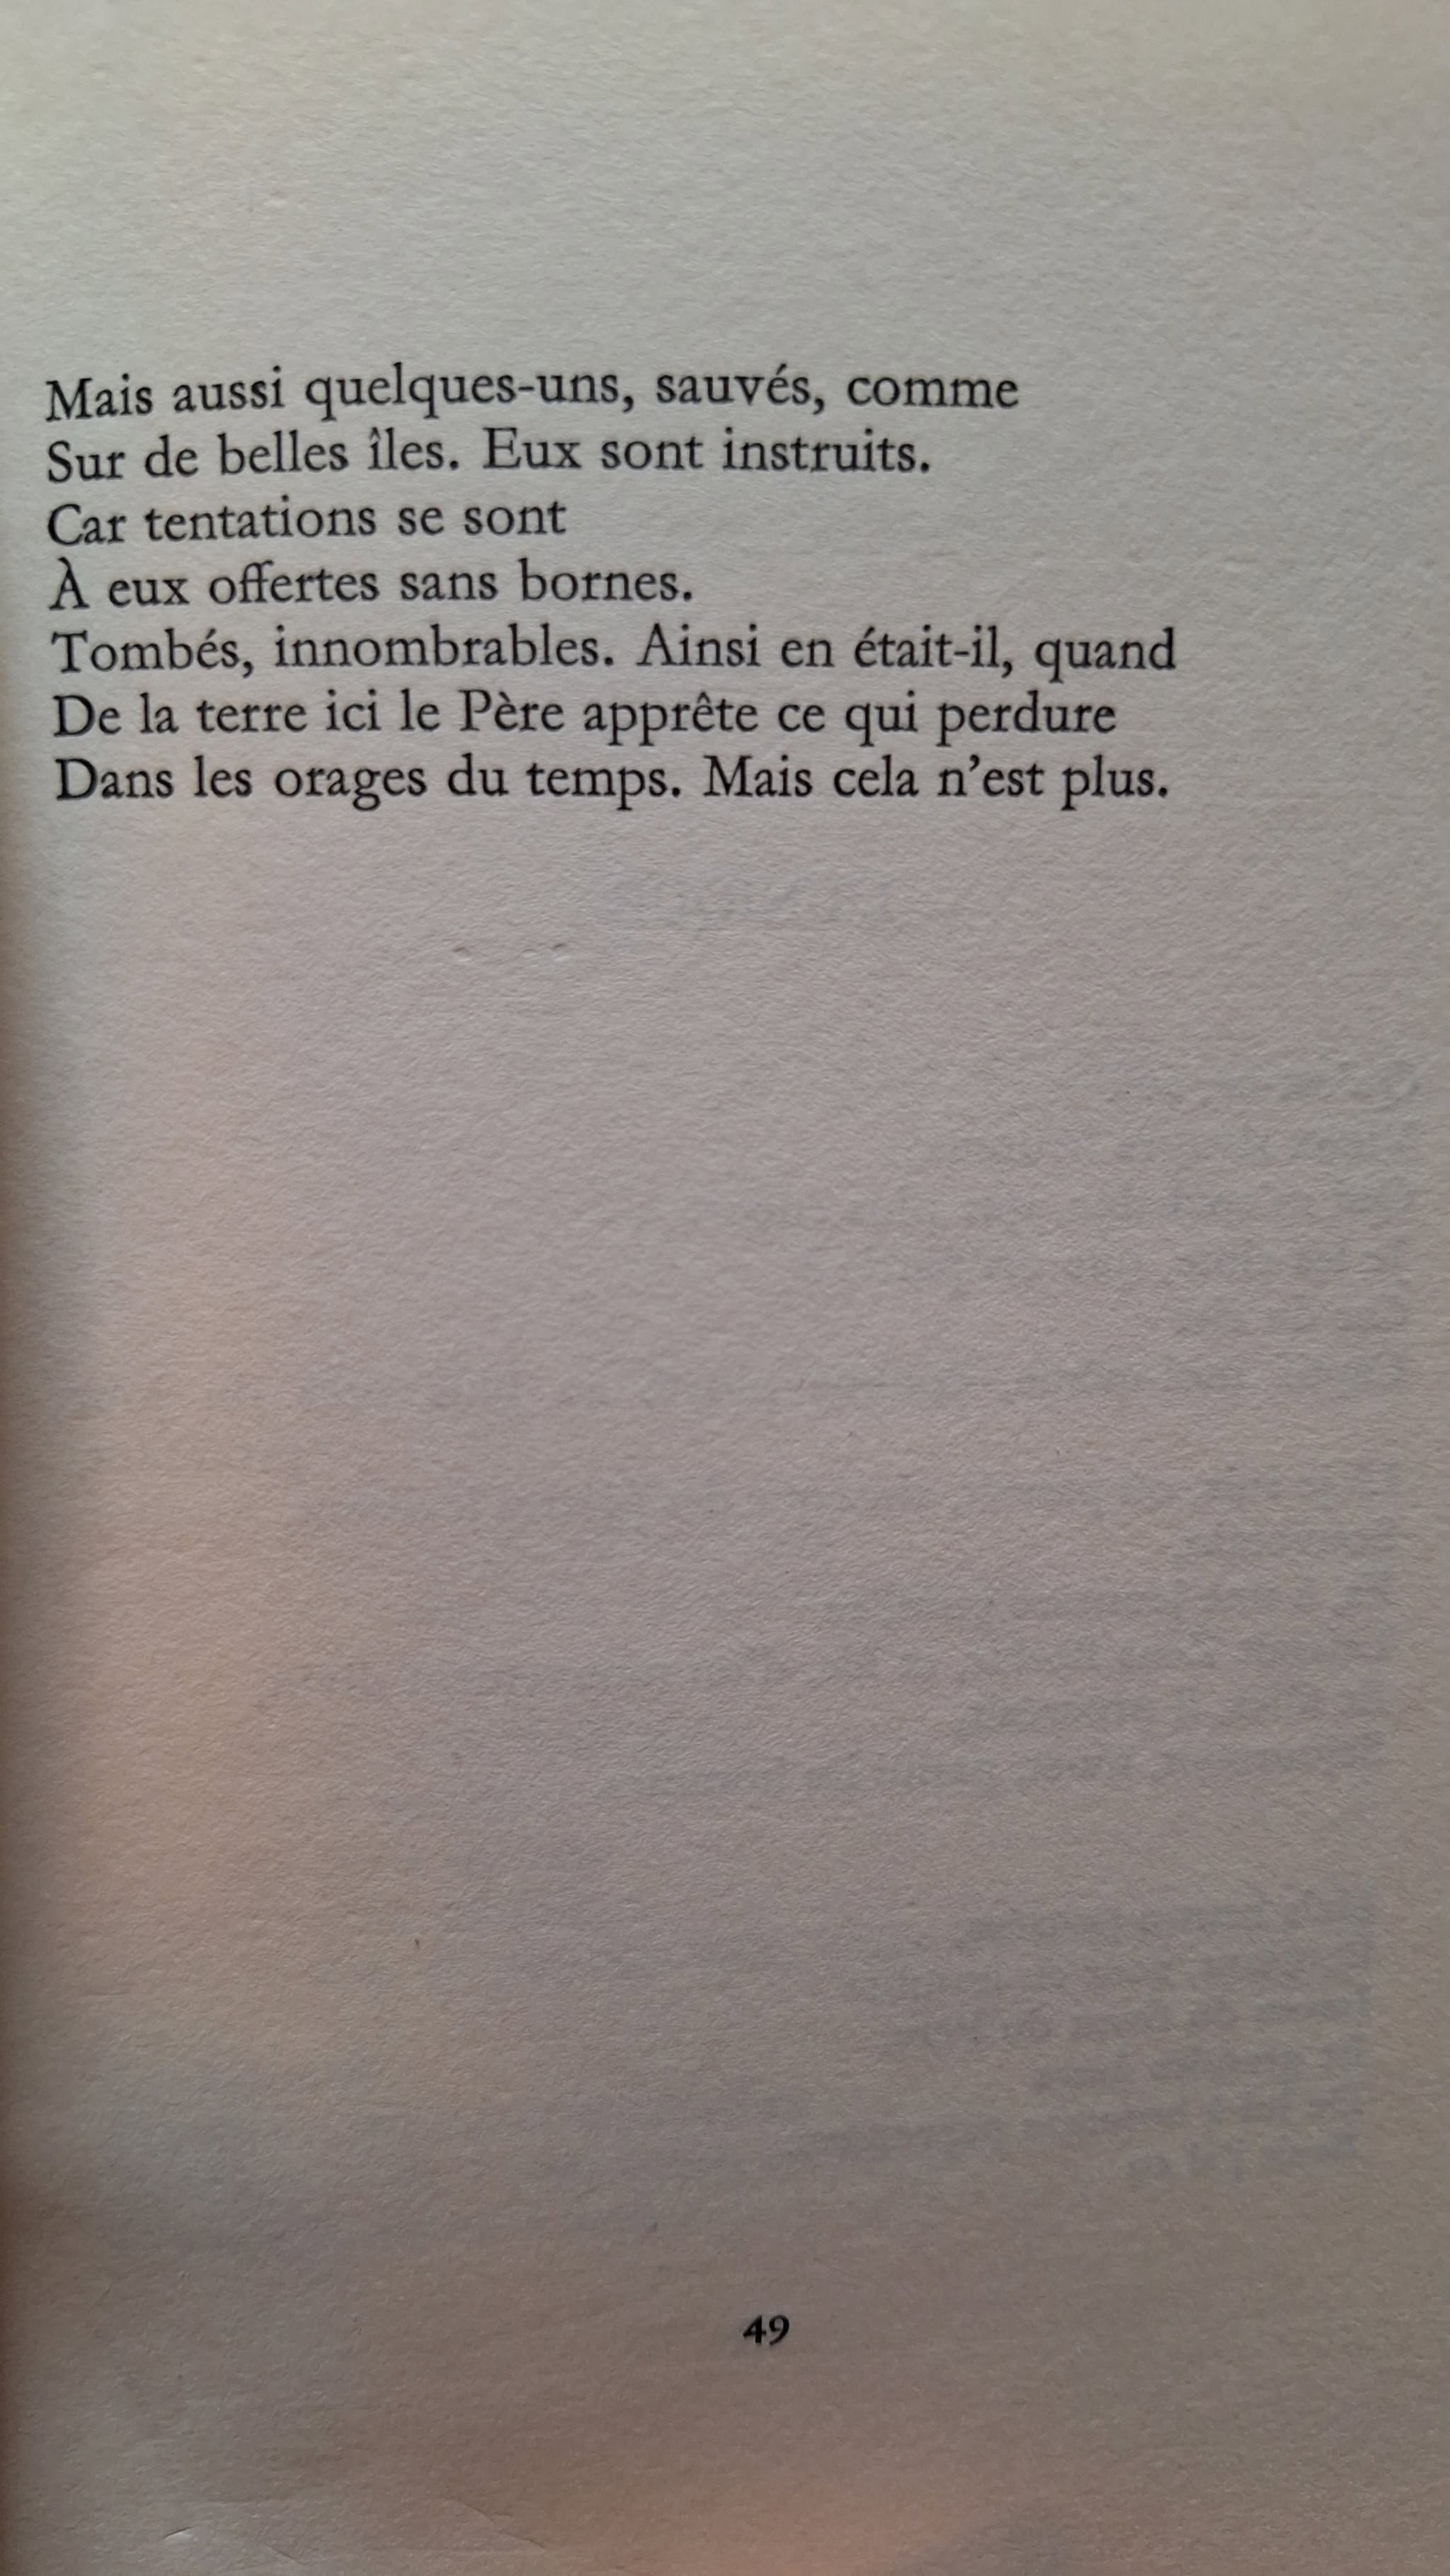 Mais aussi quelques-uns, sauvés, comme
Sur de belles îles. Eux sont instruits.
Car tentations se sont
À eux offertes sans bornes.
Tombés, innombrables. Ainsi en était-il, quand
De la terre ici le Père apprête ce qui perdure
Dans les orages du temps. Mais cela n'est plus.
49